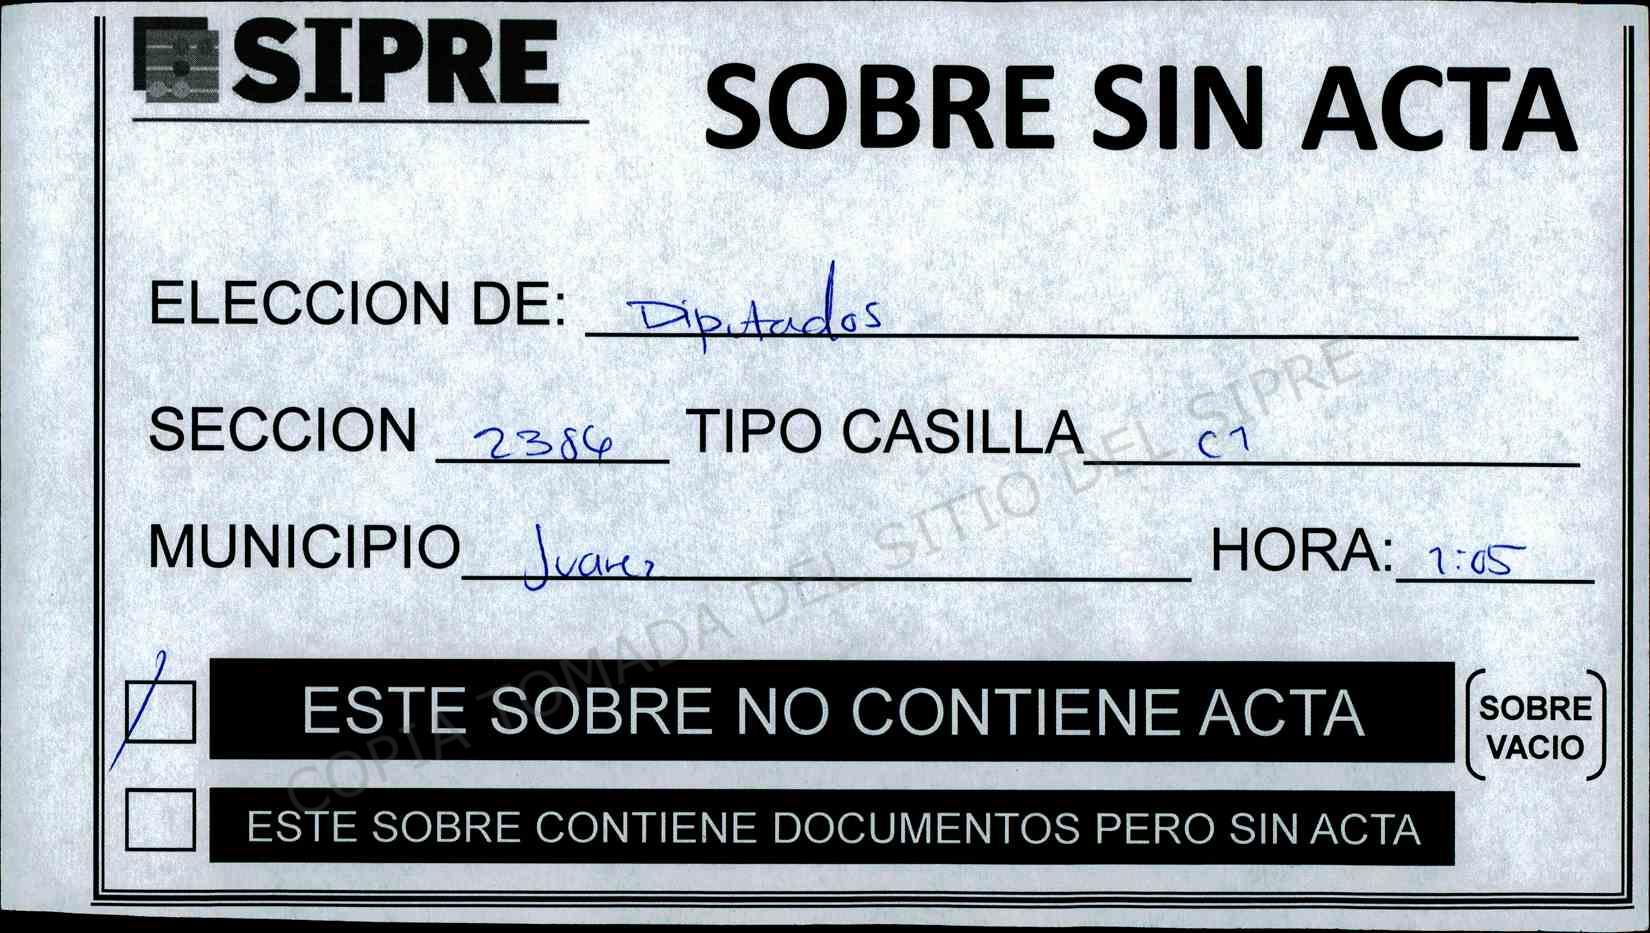 SIPRE
SOBRE SIN ACTA
ELECCION DE: Diputados
SECCION 2384 TIPO CASILLA C1
MUNICIPIO Juarez HORA: 1:05
ESTE SOBRE NO CONTIENE ACTA (SOBRE VACIO)
ESTE SOBRE CONTIENE DOCUMENTOS PERO SIN ACTA
COPIA TOMADA DEL SITIO DEL SIPRE